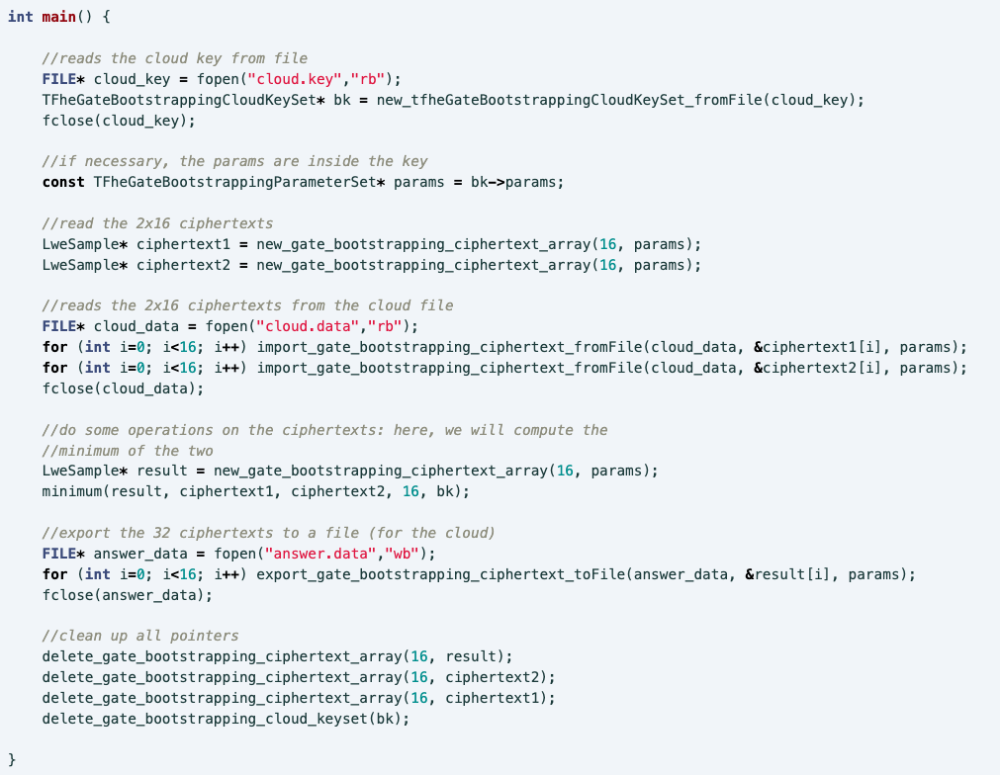 int main() {
//reads the cloud key from file
FILE* cloud_key = fopen("cloud.key","rb");
TFheGateBootstrappingCloudKeySet* bk = new_tfheGateBootstrappingCloudKeySet_fromFile(cloud_key);
fclose(cloud_key);
//if necessary, the params are inside the key
const TFheGateBootstrappingParameterSet* params = bk->params;
//read the 2x16 ciphertexts
LweSample* ciphertext1 = new_gate_bootstrapping_ciphertext_array(16, params);
LweSample* ciphertext2 = new_gate_bootstrapping_ciphertext_array(16, params);
//reads the 2x16 ciphertexts from the cloud file
FILE* cloud_data = fopen("cloud.data","rb");
for (int i=0; i<16; i++) import_gate_bootstrapping_ciphertext_fromFile(cloud_data, &ciphertext1[i], params);
for (int i=0; i<16; i++) import_gate_bootstrapping_ciphertext_fromFile(cloud_data, &ciphertext2[i], params);
fclose(cloud_data);
//do some operations on the ciphertexts: here, we will compute the
//minimum of the two
LweSample* result = new_gate_bootstrapping_ciphertext_array(16, params);
minimum(result, ciphertext1, ciphertext2, 16, bk);
//export the 32 ciphertexts to a file (for the cloud)
FILE* answer_data = fopen("answer.data","wb");
for (int i=0; i<16; i++) export_gate_bootstrapping_ciphertext_toFile(answer_data, &result[i], params);
fclose(answer_data);
//clean up all pointers
delete_gate_bootstrapping_ciphertext_array(16, result);
delete_gate_bootstrapping_ciphertext_array(16, ciphertext2);
delete_gate_bootstrapping_ciphertext_array(16, ciphertext1);
delete_gate_bootstrapping_cloud_keyset(bk);
}